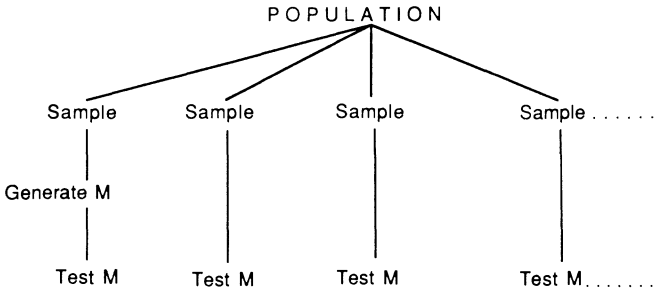 POPULATION
Sample Sample Sample Sample . . . . . .
Generate M
Test M Test M Test M Test M . . . . . . .